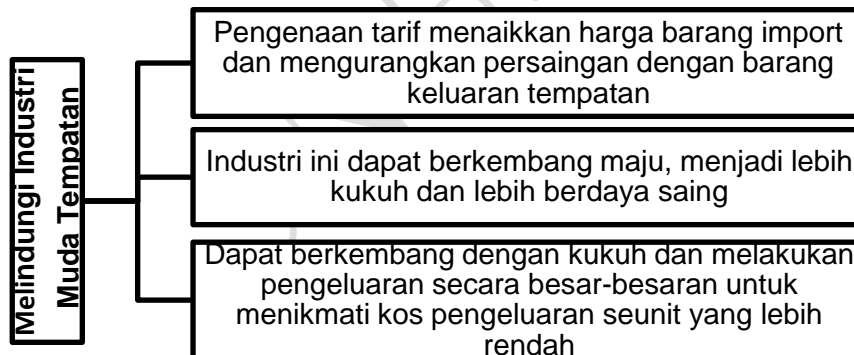 Melindungi Industri
Muda Tempatan
Pengenaan tarif menaikkan harga barang import
dan mengurangkan persaingan dengan barang
keluaran tempatan
Industri ini dapat berkembang maju, menjadi lebih
kukuh dan lebih berdaya saing
Dapat berkembang dengan kukuh dan melakukan
pengeluaran secara besar-besaran untuk
menikmati kos pengeluaran seunit yang lebih
rendah